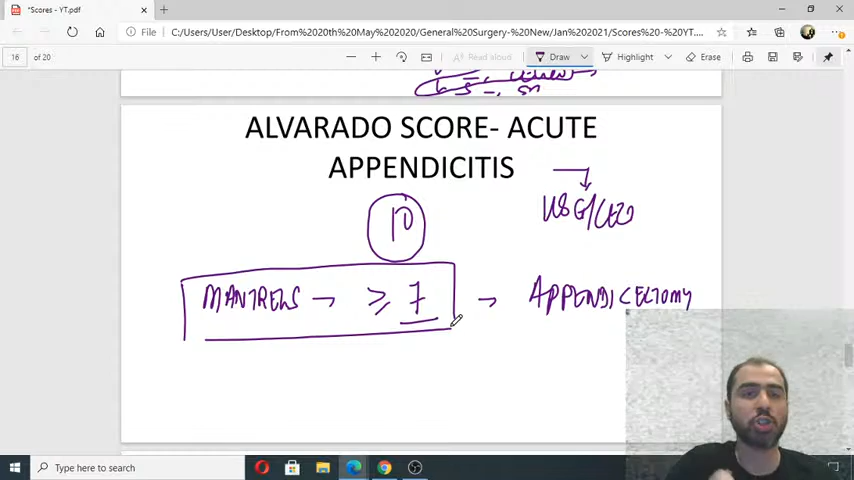 *Scores - YT.pdf
File
C:/Users/User/Desktop/From%2020th%20May%202020/General%20Surgery-%20New/Jan%202021/Scores%20-%20YT....
16 of 20
Read aloud
Draw
Highlight
Erase
ALVARADO SCORE- ACUTE
APPENDICITIS
10
MANTRELS → ≥ 7 → APPENDICECTOMY
Type here to search